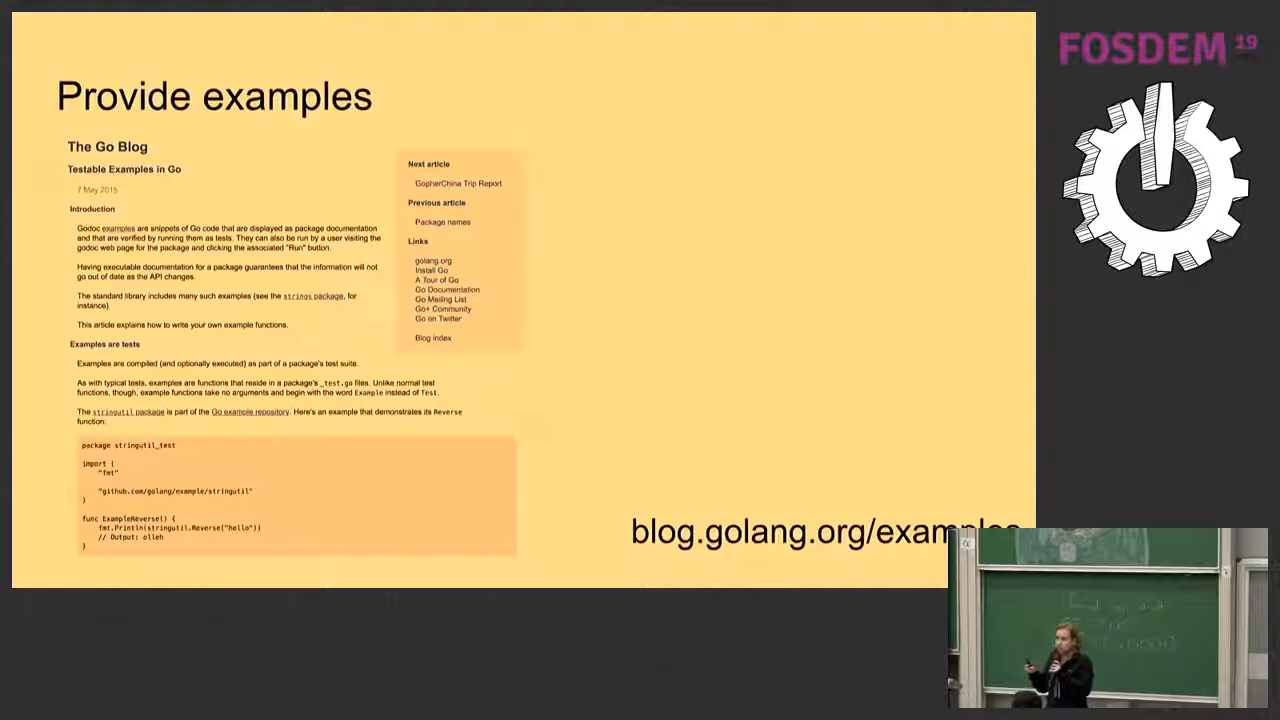 Provide examples
The Go Blog
Testable Examples in Go
7 May 2015
Introduction
Godoc examples are snippets of Go code that are displayed as package documentation
and that are verified by running them as tests. They can also be run by a user visiting the
godoc web page for the package and clicking the associated "Run" button.
Having executable documentation for a package guarantees that the information will not
go out of date as the API changes.
The standard library includes many such examples (see the strings package, for
instance).
This article explains how to write your own example functions.
Examples are tests
Examples are compiled (and optionally executed) as part of a package's test suite.
As with typical tests, examples are functions that reside in a package's _test.go files. Unlike normal test
functions, though, example functions take no arguments and begin with the word Example instead of Test.
The stringutil package is part of the Go example repository. Here's an example that demonstrates its Reverse
function:
package stringutil_test
import (
"fmt"
"github.com/golang/example/stringutil"
)
func ExampleReverse() {
fmt.Println(stringutil.Reverse("hello"))
// Output: olleh
}
Next article
GopherChina Trip Report
Previous article
Package names
Links
golang.org
Install Go
A Tour of Go
Go Documentation
Go Mailing List
Go+ Community
Go on Twitter
Blog index
blog.golang.org/examples
FOSDEM 19